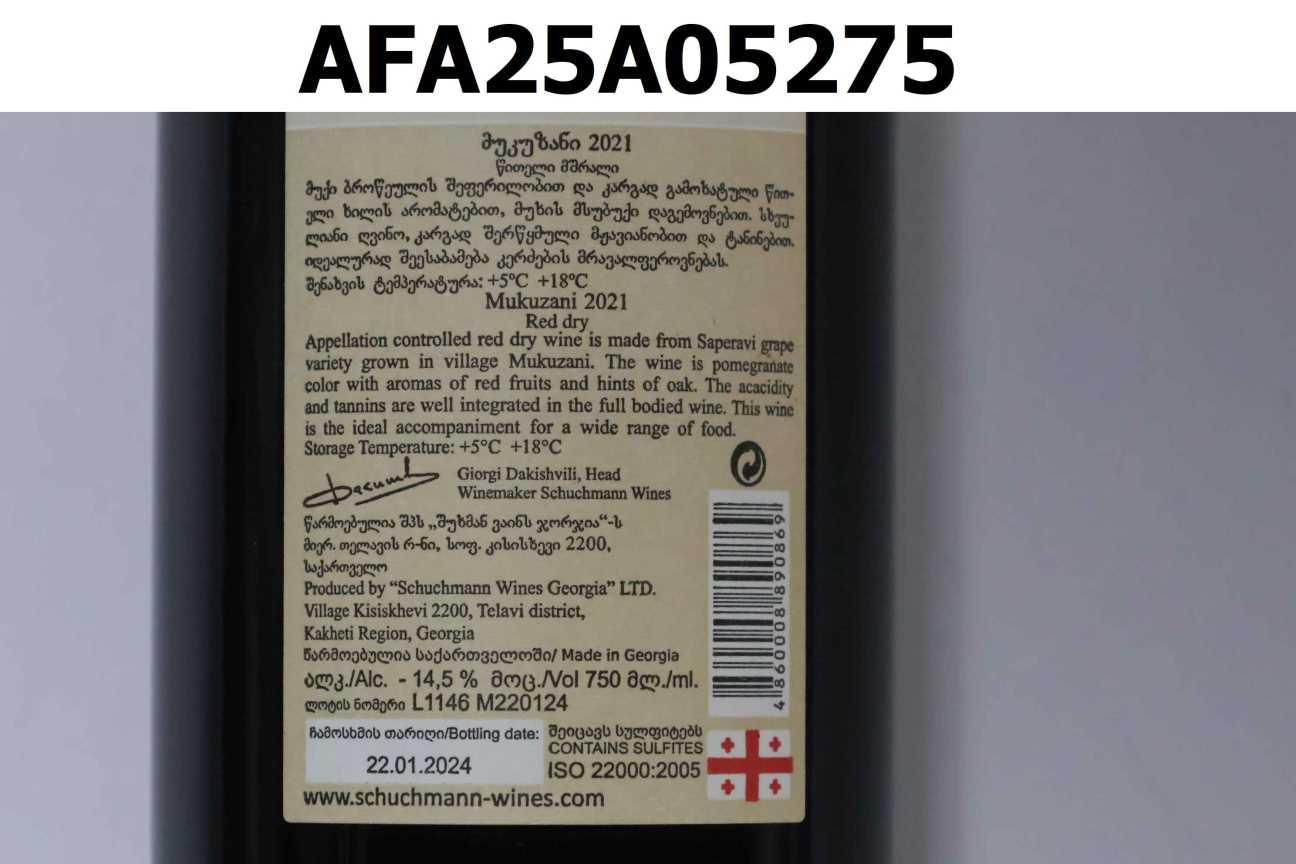 AFA25A05275
მუკუზანი 2021
წითელი მშრალი
მუქი ბროწეულის შეფერილობით და კარგად გამოხატული წით-
ელი ხილის არომატებით, მუხის მსუბუქი დაგემოვნებით. სხეუ-
ლიანი ღვინო, კარგად შერწყმული მჟავიანობით და ტანინებით.
იდეალურად შეესაბამება კერძების მრავალფეროვნებას.
შენახვის ტემპერატურა: +5°C +18°C
Mukuzani 2021
Red dry
Appellation controlled red dry wine is made from Saperavi grape
variety grown in village Mukuzani. The wine is pomegranate
color with aromas of red fruits and hints of oak. The acacidity
and tannins are well integrated in the full bodied wine. This wine
is the ideal accompaniment for a wide range of food.
Storage Temperature: +5°C +18°C
Giorgi Dakishvili, Head
Winemaker Schuchmann Wines
წარმოებულია შპს „შუხმან ვაინს ჯორჯია“-ს
მიერ. თელავის რ-ნი, სოფ. კისისხევი 2200,
საქართველო
Produced by “Schuchmann Wines Georgia” LTD.
Village Kisiskhevi 2200, Telavi district,
Kakheti Region, Georgia
წარმოებულია საქართველოში/ Made in Georgia
ალკ./Alc. - 14,5 % მოც./Vol 750 მლ./ml.
ლოტის ნომერი L1146 M220124
ჩამოსხმის თარიღი/Bottling date:
22.01.2024
შეიცავს სულფიტებს
CONTAINS SULFITES
ISO 22000:2005
www.schuchmann-wines.com
4860008890869